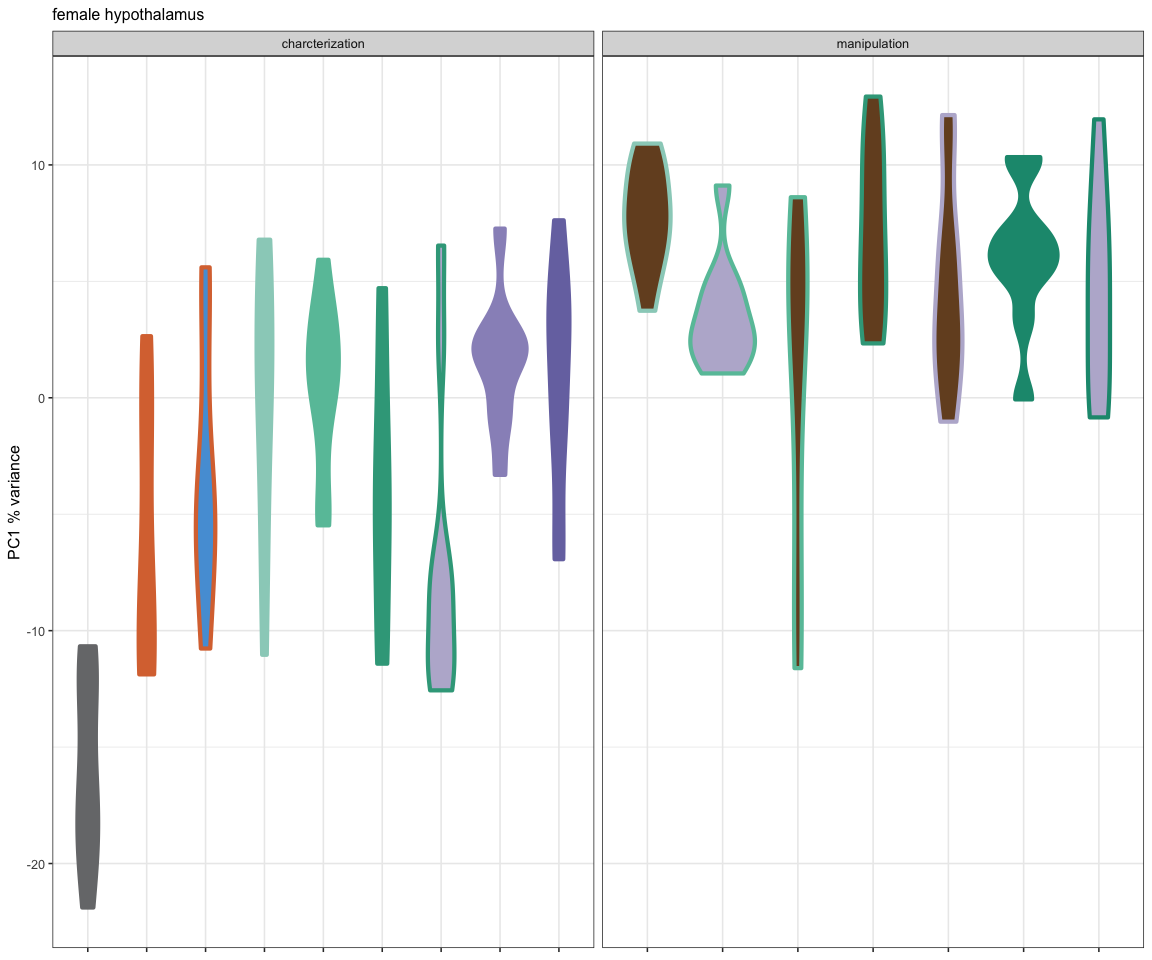 female hypothalamus
charcterization
manipulation
PC1 % variance
10
0
-10
-20